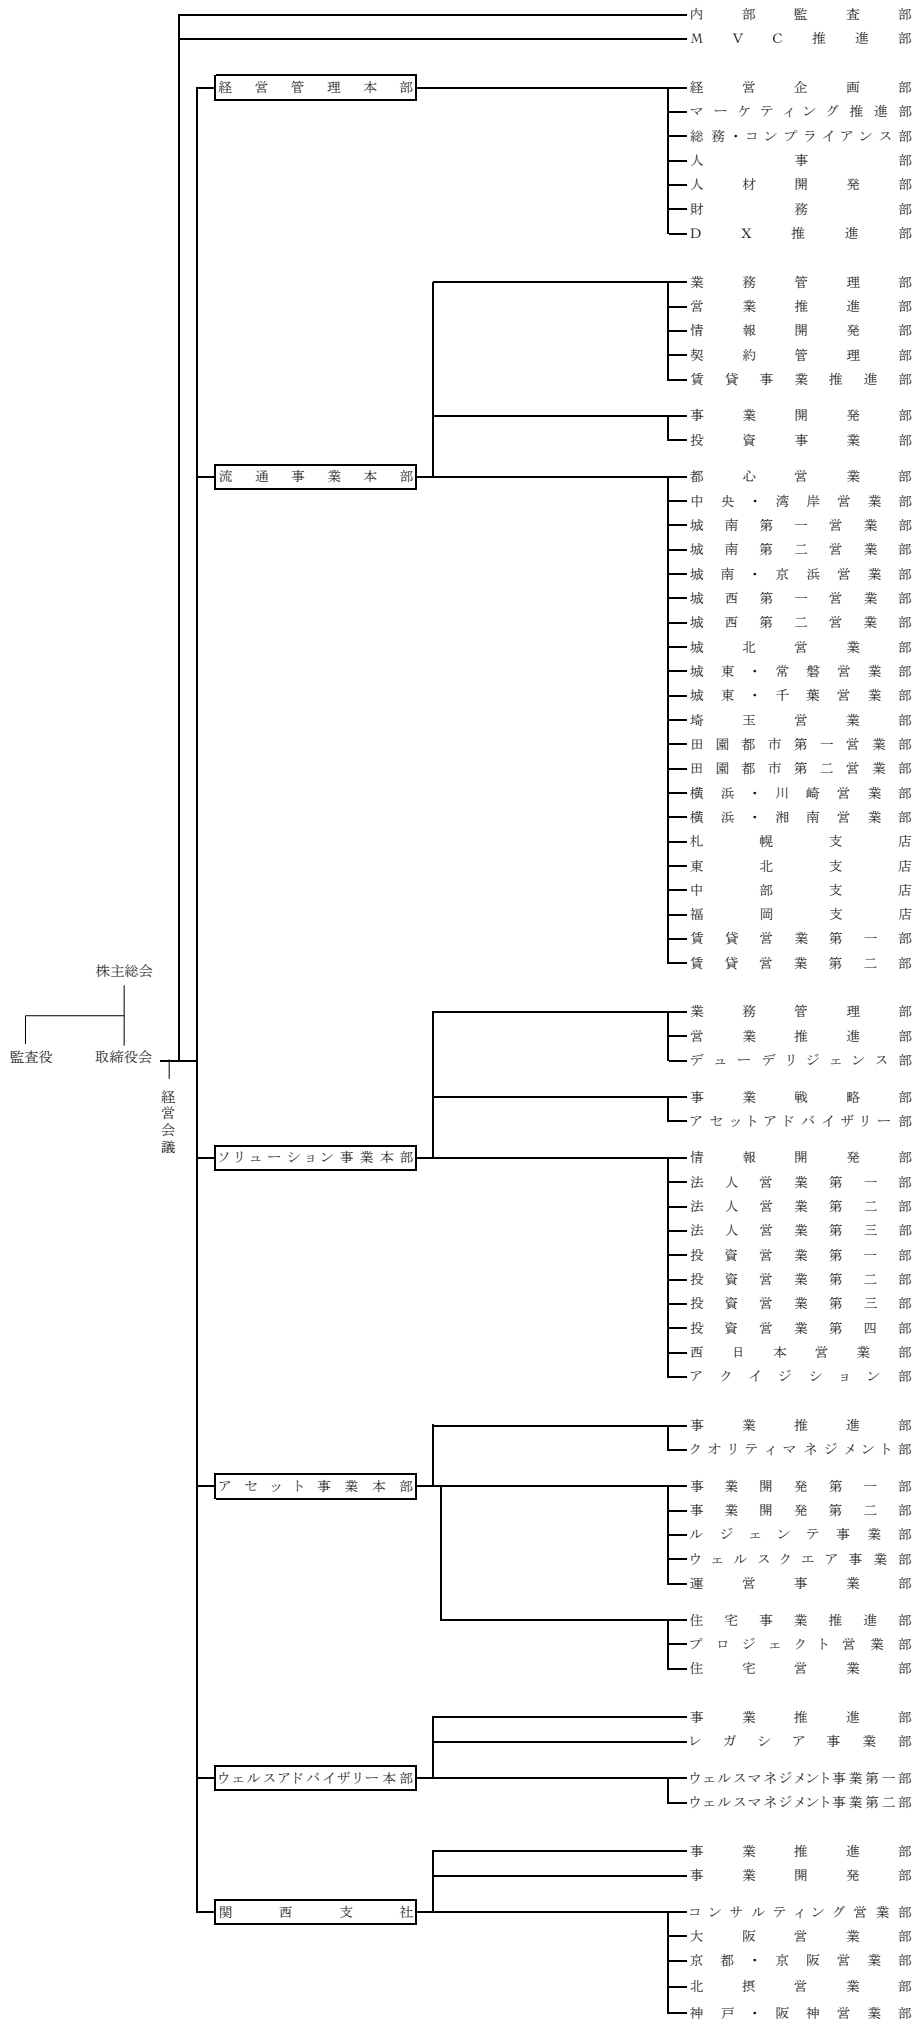 内部監査部
MVC推進部
経営管理本部
経営企画部
マーケティング推進部
総務・コンプライアンス部
人事部
人材開発部
財務部
DX推進部
業務管理部
営業推進部
情報開発部
契約管理部
賃貸事業推進部
事業開発部
投資事業部
流通事業本部
都心営業部
中央・湾岸営業部
城南第一営業部
城南第二営業部
城南・京浜営業部
城西第一営業部
城西第二営業部
城北営業部
城東・常磐営業部
城東・千葉営業部
埼玉営業部
田園都市第一営業部
田園都市第二営業部
横浜・川崎営業部
横浜・湘南営業部
札幌支店
東北支店
中部支店
福岡支店
賃貸営業第一部
賃貸営業第二部
株主総会
監査役
取締役会
経営会議
業務管理部
営業推進部
デューデリジェンス部
事業戦略部
アセットアドバイザリー部
ソリューション事業本部
情報開発部
法人営業第一部
法人営業第二部
法人営業第三部
投資営業第一部
投資営業第二部
投資営業第三部
投資営業第四部
西日本営業部
アクイジション部
事業推進部
クオリティマネジメント部
アセット事業本部
事業開発第一部
事業開発第二部
ルジェンテ事業部
ウェルスクエア事業部
運営事業部
住宅事業推進部
プロジェクト営業部
住宅営業部
事業推進部
レガシア事業部
ウェルスアドバイザリー本部
ウェルスマネジメント事業第一部
ウェルスマネジメント事業第二部
事業推進部
事業開発部
関西支社
コンサルティング営業部
大阪営業部
京都・京阪営業部
北摂営業部
神戸・阪神営業部